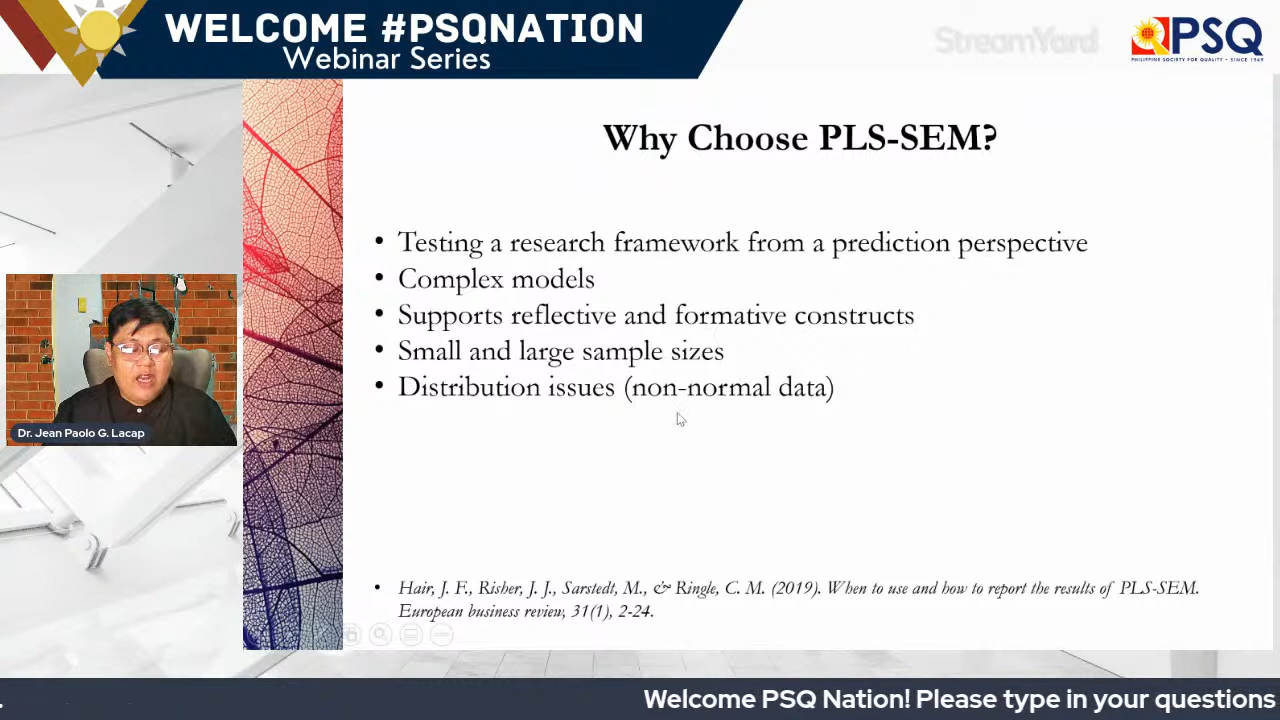 WELCOME #PSQNATION
Webinar Series
StreamYard
PSQ
PHILIPPINE SOCIETY FOR QUALITY • SINCE 1969
Why Choose PLS-SEM?
• Testing a research framework from a prediction perspective
• Complex models
• Supports reflective and formative constructs
• Small and large sample sizes
• Distribution issues (non-normal data)
Dr. Jean Paolo G. Lacap
• Hair, J. F., Risher, J. J., Sarstedt, M., & Ringle, C. M. (2019). When to use and how to report the results of PLS-SEM.
European business review, 31(1), 2-24.
. Welcome PSQ Nation! Please type in your questions